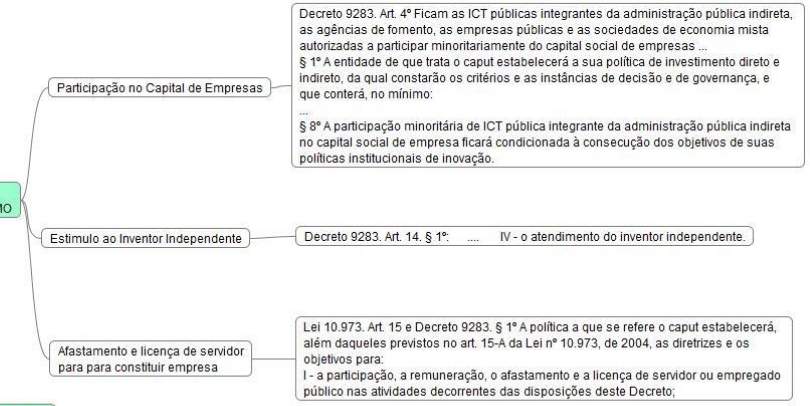 Decreto 9283. Art. 4º Ficam as ICT públicas integrantes da administração pública indireta,
as agências de fomento, as empresas públicas e as sociedades de economia mista
autorizadas a participar minoritariamente do capital social de empresas ...
§ 1º A entidade de que trata o caput estabelecerá a sua política de investimento direto e
indireto, da qual constarão os critérios e as instâncias de decisão e de governança, e
que conterá, no mínimo:
...
§ 8º A participação minoritária de ICT pública integrante da administração pública indireta
no capital social de empresa ficará condicionada à consecução dos objetivos de suas
políticas institucionais de inovação.
Participação no Capital de Empresas
MO
Estimulo ao Inventor Independente
Decreto 9283. Art. 14. § 1º: .... IV - o atendimento do inventor independente.
Afastamento e licença de servidor
para para constituir empresa
Lei 10.973. Art. 15 e Decreto 9283. § 1º A política a que se refere o caput estabelecerá,
além daqueles previstos no art. 15-A da Lei nº 10.973, de 2004, as diretrizes e os
objetivos para:
I - a participação, a remuneração, o afastamento e a licença de servidor ou empregado
público nas atividades decorrentes das disposições deste Decreto;